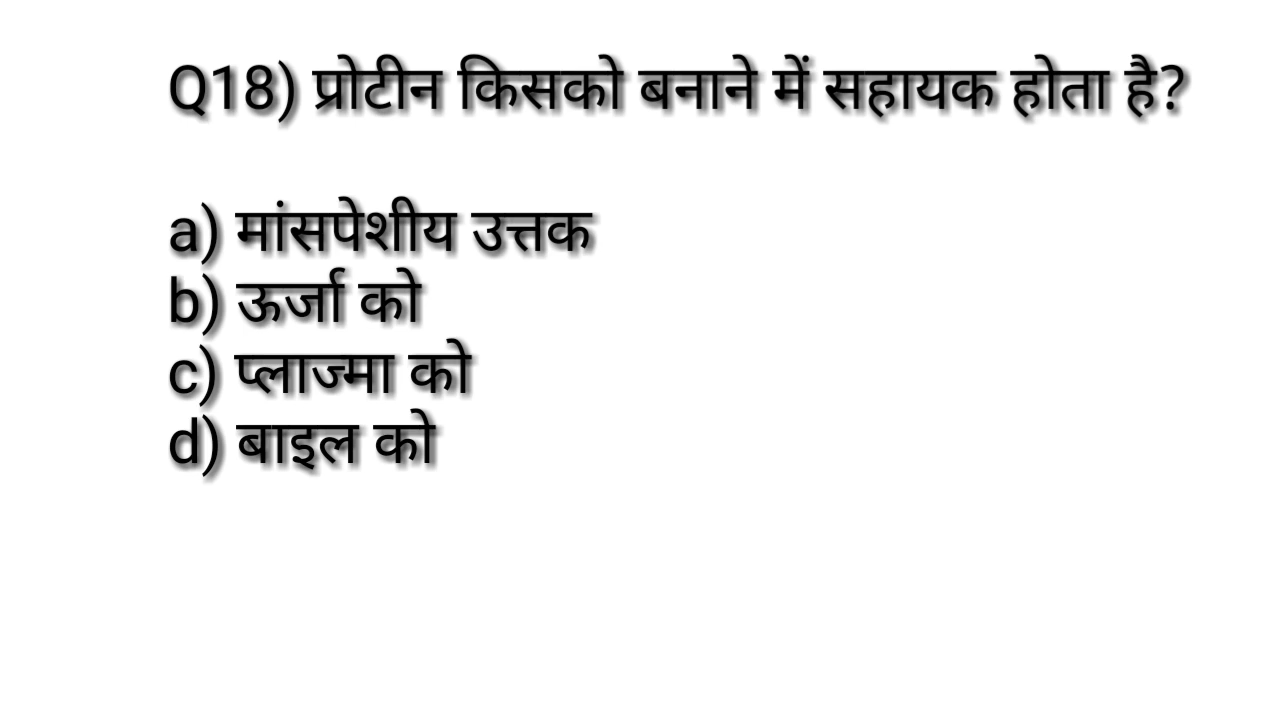 Q18) प्रोटीन किसको बनाने में सहायक होता है?
a) मांसपेशीय उत्तक
b) ऊर्जा को
c) प्लाज्मा को
d) बाइल को